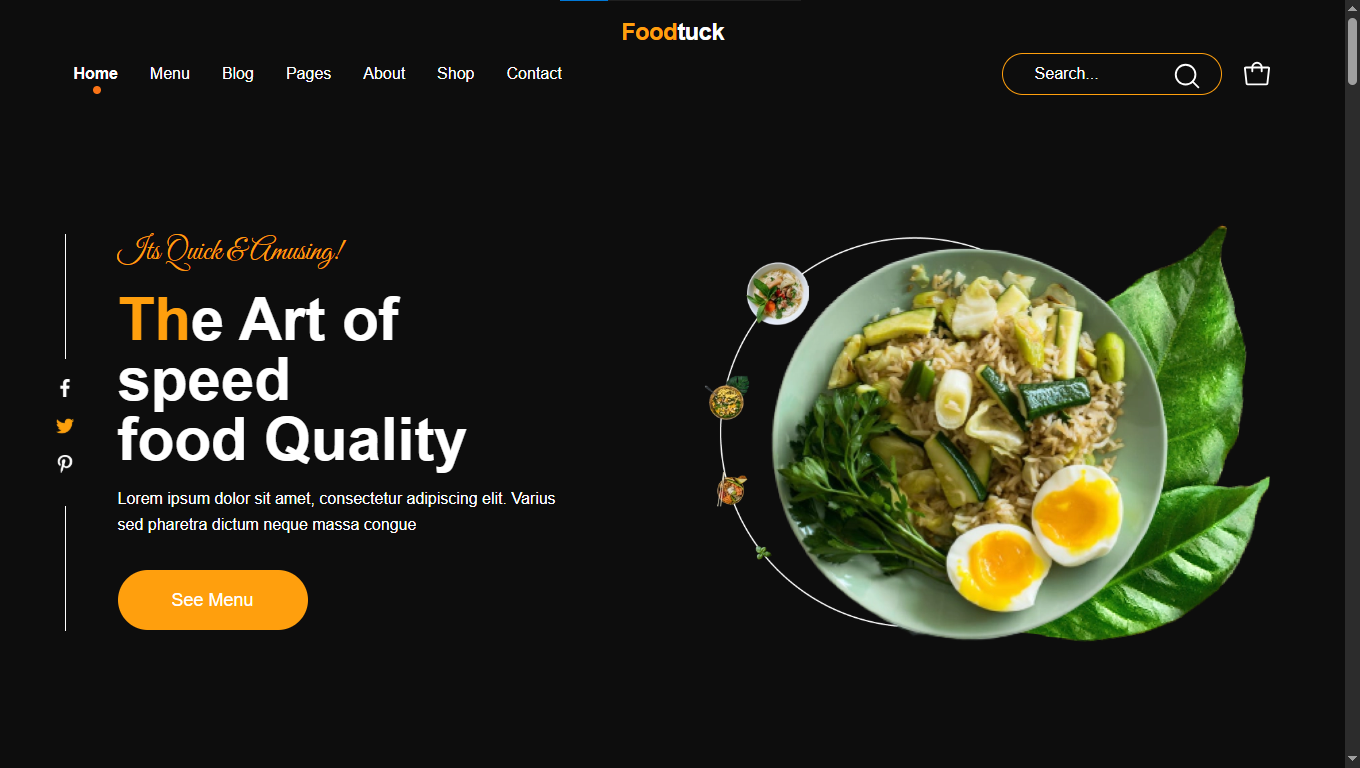 Foodtuck
Home Menu Blog Pages About Shop Contact
Search...
Its Quick & Amusing!
The Art of
speed
food Quality
Lorem ipsum dolor sit amet, consectetur adipiscing elit. Varius
sed pharetra dictum neque massa congue
See Menu